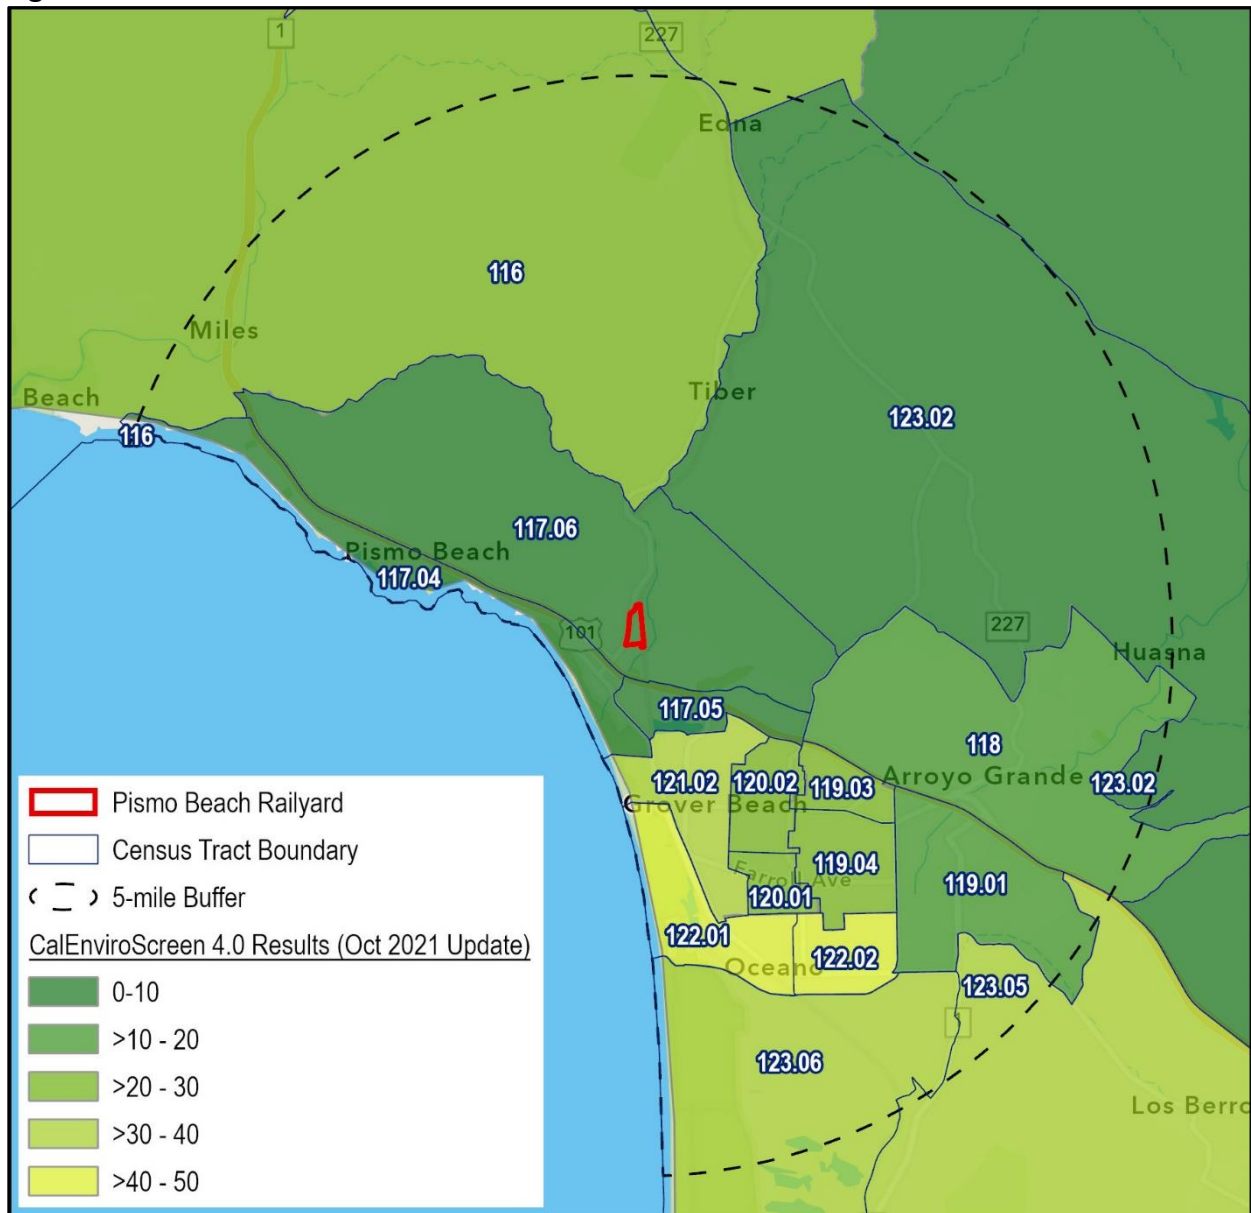 1
227
Edna
116
Miles
Tiber
Beach
123.02
116
117.06
Pismo Beach
117.04
101
227
Huasna
117.05
118
121.02
120.02
119.03
Arroyo Grande
123.02
Grover Beach
119.04
Farroll Ave
119.01
120.01
122.01
122.02
Oceano
123.05
1
123.06
Los Berro
Pismo Beach Railyard
Census Tract Boundary
5-mile Buffer
CalEnviroScreen 4.0 Results (Oct 2021 Update)
0-10
>10 - 20
>20 - 30
>30 - 40
>40 - 50